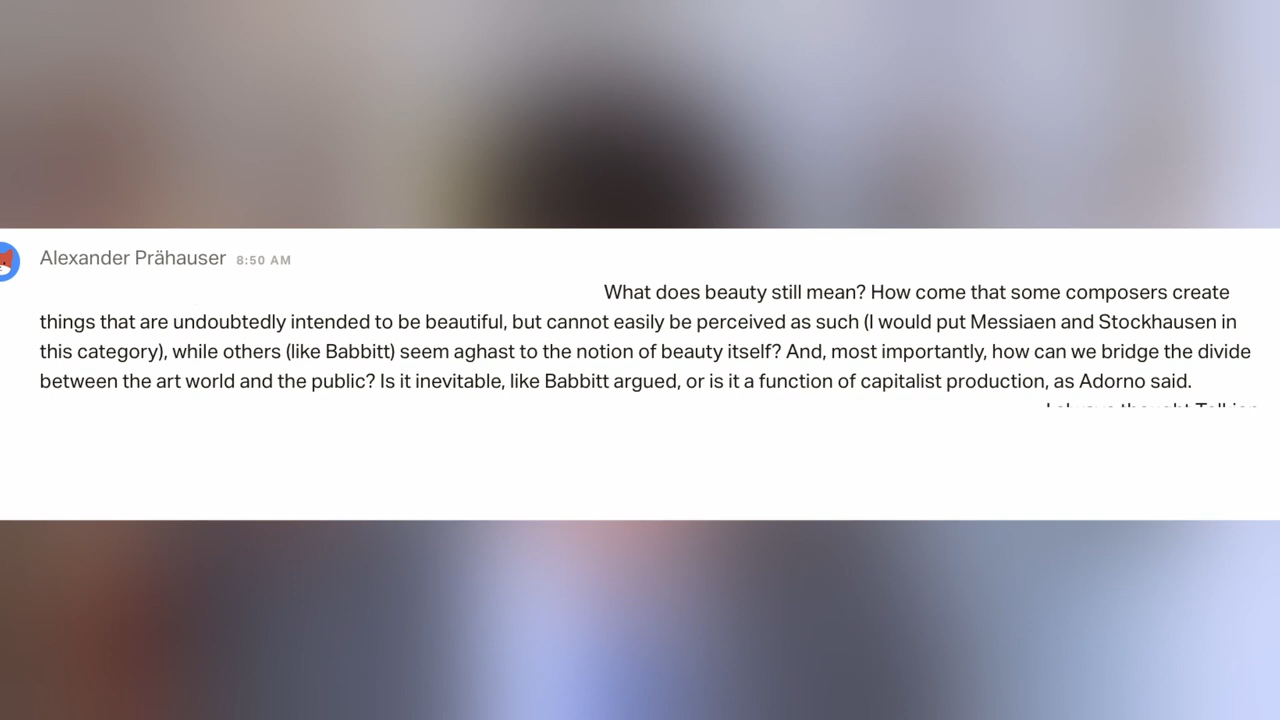 Alexander Prähauser 8:50 AM
What does beauty still mean? How come that some composers create
things that are undoubtedly intended to be beautiful, but cannot easily be perceived as such (I would put Messiaen and Stockhausen in
this category), while others (like Babbitt) seem aghast to the notion of beauty itself? And, most importantly, how can we bridge the divide
between the art world and the public? Is it inevitable, like Babbitt argued, or is it a function of capitalist production, as Adorno said.
I always thought Tolkien